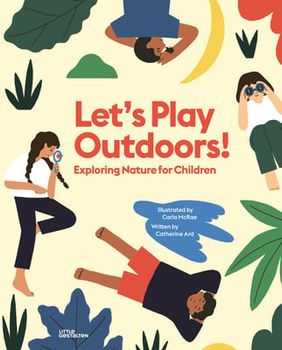 Let's Play
Outdoors!
Exploring Nature for Children
Illustrated by
Carla McRae
Written by
Catherine Ard
LITTLE
GESTALTEN